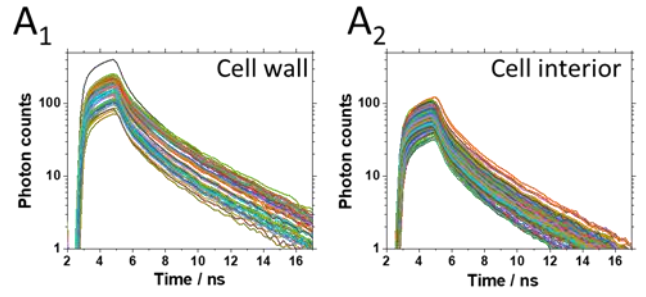 A1
Cell wall
Photon counts
100
10
1
2 4 6 8 10 12 14 16
Time / ns
A2
Cell interior
Photon counts
100
10
1
2 4 6 8 10 12 14 16
Time / ns